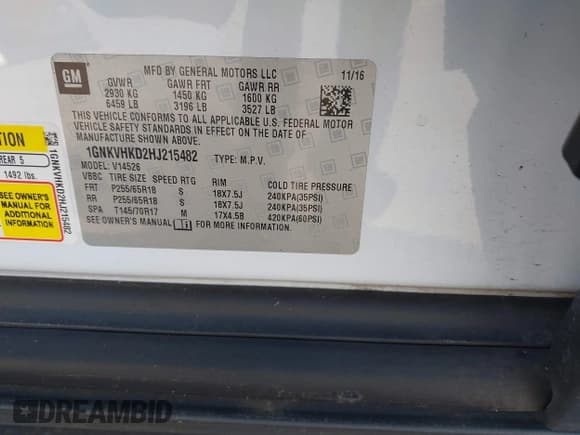 GM
MFD BY GENERAL MOTORS LLC 11/16
GVWR GAWR FRT GAWR RR
2930 KG 1450 KG 1600 KG
6459 LB 3196 LB 3527 LB
THIS VEHICLE CONFORMS TO ALL APPLICABLE U.S. FEDERAL MOTOR
VEHICLE SAFETY STANDARDS IN EFFECT ON THE DATE OF
MANUFACTURE SHOWN ABOVE.
1GNKVHKD2HJ215482 TYPE: M.P.V.
MODEL: V14526
VBBC TIRE SIZE SPEED RTG RIM COLD TIRE PRESSURE
FRT P255/65R18 S 18X7.5J 240KPA(35PSI)
RR P255/65R18 S 18X7.5J 240KPA(35PSI)
SPA T145/70R17 M 17X4.5B 420KPA(60PSI)
SEE OWNER'S MANUAL FOR MORE INFORMATION.
REAR 5
1492 lbs.
SEE OWNER'S
MANUAL FOR
ADDITIONAL
INFORMATION
1GNKVHKD2HJ215482
DREAMBID